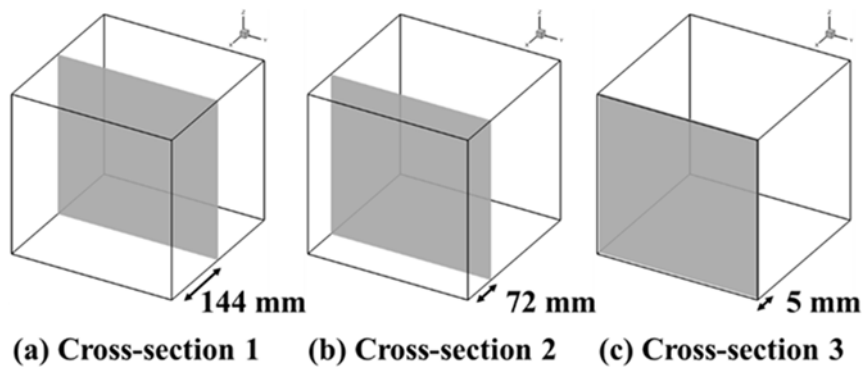 Z
X
Y
Z
X
Y
Z
X
Y
144 mm
72 mm
5 mm
(a) Cross-section 1
(b) Cross-section 2
(c) Cross-section 3